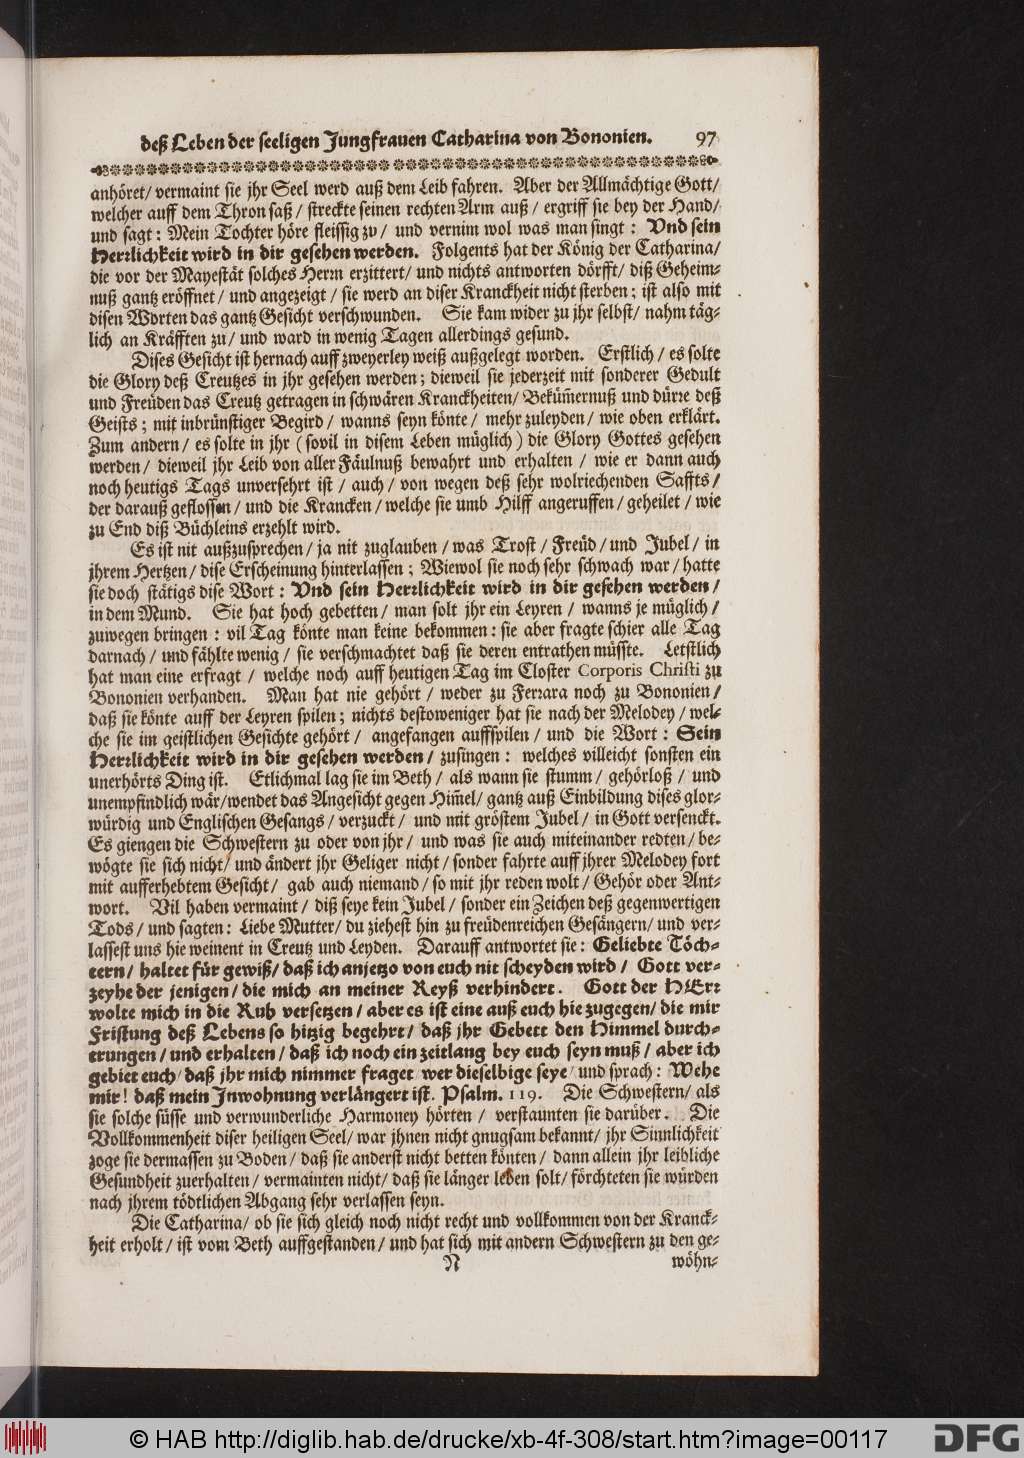 deß Leben der seeligen Jungfrauen Catharina von Bononien. 97
anhöret/ vermaint sie jhr Seel werd auß dem Leib fahren. Aber der Allmächtige Gott/
welcher auff dem Thron saß / streckte seinen rechten Arm auß / ergriff sie bey der Hand/
und sagt: Mein Tochter höre fleissig zu / und vernim wol was man singt : Vnd sein
Herrlichkeit wird in dir gesehen werden. Folgents hat der König der Catharina/
die vor der Mayestät solches Herrn erzittert/ und nichts antworten dörfft/ diß Geheim-
nuß gantz eröffnet / und angezeigt / sie werd an diser Kranckheit nicht sterben; ist also mit
disen Worten das gantz Gesicht verschwunden. Sie kam wider zu jhr selbst/ nahm täg-
lich an Kräfften zu / und ward in wenig Tagen allerdings gesund.
Dises Gesicht ist hernach auff zweyerley weiß außgelegt worden. Erstlich / es solte
die Glory deß Creutzes in jhr gesehen werden; dieweil sie jederzeit mit sonderer Gedult
und Freüden das Creutz getragen in schwären Kranckheiten/ Bekům̃ernuß und dürre deß
Geists ; mit inbrünstiger Begird / wanns seyn könte / mehr zuleyden / wie oben erklärt.
Zum andern / es solte in jhr (sovil in disem Leben müglich) die Glory Gottes gesehen
werden / dieweil jhr Leib von aller Fäulnuß bewahrt und erhalten / wie er dann auch
noch heutigs Tags unversehrt ist / auch / von wegen deß sehr wolriechenden Saffts /
der darauß geflossen / und die Krancken / welche sie umb Hilff angeruffen / geheilet / wie
zu End diß Büchleins erzehlt wird.
Es ist nit außzusprechen / ja nit zuglauben / was Trost / Freüd / und Jubel / in
jhrem Hertzen / dise Erscheinung hinterlassen ; Wiewol sie noch sehr schwach war / hatte
sie doch stätigs dise Wort : Vnd sein Herrlichkeit wird in dir gesehen werden /
in dem Mund. Sie hat hoch gebetten / man solt jhr ein Leyren / wanns je müglich /
zuwegen bringen : vil Tag könte man keine bekommen : sie aber fragte schier alle Tag
darnach / und fählte wenig / sie verschmachtet daß sie deren entrathen müßte. Letstlich
hat man eine erfragt / welche noch auff heutigen Tag im Closter Corporis Christi zu
Bononien verhanden. Man hat nie gehört / weder zu Ferrara noch zu Bononien /
daß sie könte auff der Leyren spilen ; nichts destoweniger hat sie nach der Melodey / wel-
che sie im geistlichen Gesichte gehört / angefangen auffspilen / und die Wort : Sein
Herrlichkeit wird in dir gesehen werden / zusingen : welches villeicht sonsten ein
unerhörts Ding ist. Etlichmal lag sie im Beth / als wann sie stumm / gehörloß / und
unempfindlich wär/wendet das Angesicht gegen Him̃el/ gantz auß Einbildung dises glor-
würdig und Englischen Gesangs / verzuckt / und mit gröstem Jubel / in Gott versenckt.
Es giengen die Schwestern zu oder von jhr / und was sie auch miteinander redten / be-
wögte sie sich nicht/ und ändert jhr Geliger nicht / sonder fahrte auff jhrer Melodey fort
mit aufferhebtem Gesicht / gab auch niemand / so mit jhr reden wolt / Gehör oder Ant-
wort. Vil haben vermaint / diß seye kein Jubel / sonder ein Zeichen deß gegenwertigen
Tods / und sagten : Liebe Mutter/ du ziehest hin zu freüdenreichen Gesängern/ und ver-
lassest uns hie weinent in Creutz und Leyden. Darauff antwortet sie : Geliebte Töch-
tern / haltet für gewiß / daß ich anjetzo von euch nit scheyden wird / Gott ver-
zeyhe der jenigen / die mich an meiner Reyß verhindert. Gott der HErr
wolte mich in die Ruh versetzen / aber es ist eine auß euch hie zugegen/ die mir
Fristung deß Lebens so hitzig begehrt / daß jhr Gebett den Himmel durch-
trungen / und erhalten / daß ich noch ein zeitlang bey euch seyn muß / aber ich
gebiet euch / daß jhr mich nimmer fraget wer dieselbige seye / und sprach : Wehe
mir! daß mein Jnwohnung verlängert ist. Psalm. 119. Die Schwestern/ als
sie solche süsse und verwunderliche Harmoney hörten / verstaunten sie darüber. Die
Vollkommenheit diser heiligen Seel/ war jhnen nicht gnugsam bekannt/ jhr Sinnlichkeit
zoge sie dermassen zu Boden / daß sie anderst nicht betten könten / dann allein jhr leibliche
Gesundheit zuerhalten / vermainten nicht/ daß sie länger leben solt/ förchteten sie würden
nach jhrem tödtlichen Abgang sehr verlassen seyn.
Die Catharina/ ob sie sich gleich noch nicht recht und vollkommen von der Kranck-
heit erholt / ist vom Beth auffgestanden / und hat sich mit andern Schwestern zu den ge-
N wöhn-
© HAB http://diglib.hab.de/drucke/xb-4f-308/start.htm?image=00117 DFG